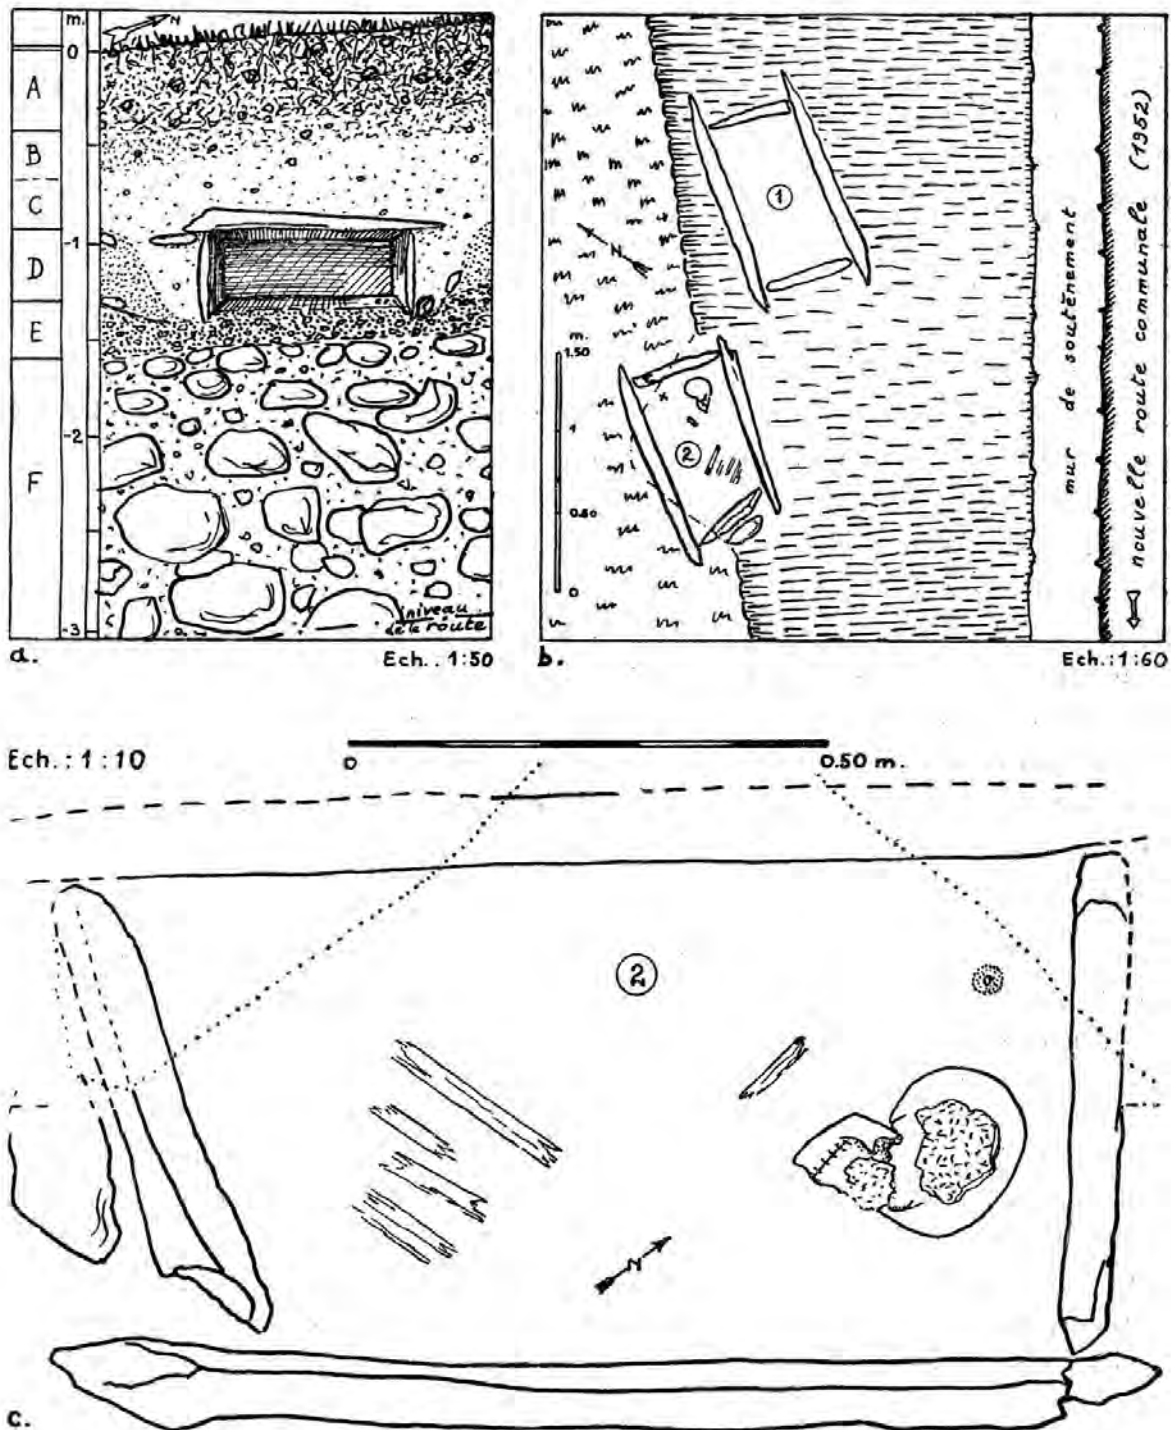 m.
N
0
A
B
C
-1
D
E
-2
F
niveau
de la route
-3
a.
Ech.: 1:50
1
N
m.
1.50
1
0.50
0
2
mur de soutènement
nouvelle route communale (1952)
b.
Ech.: 1:60
Ech.: 1:10
0
0.50 m.
2
N
c.